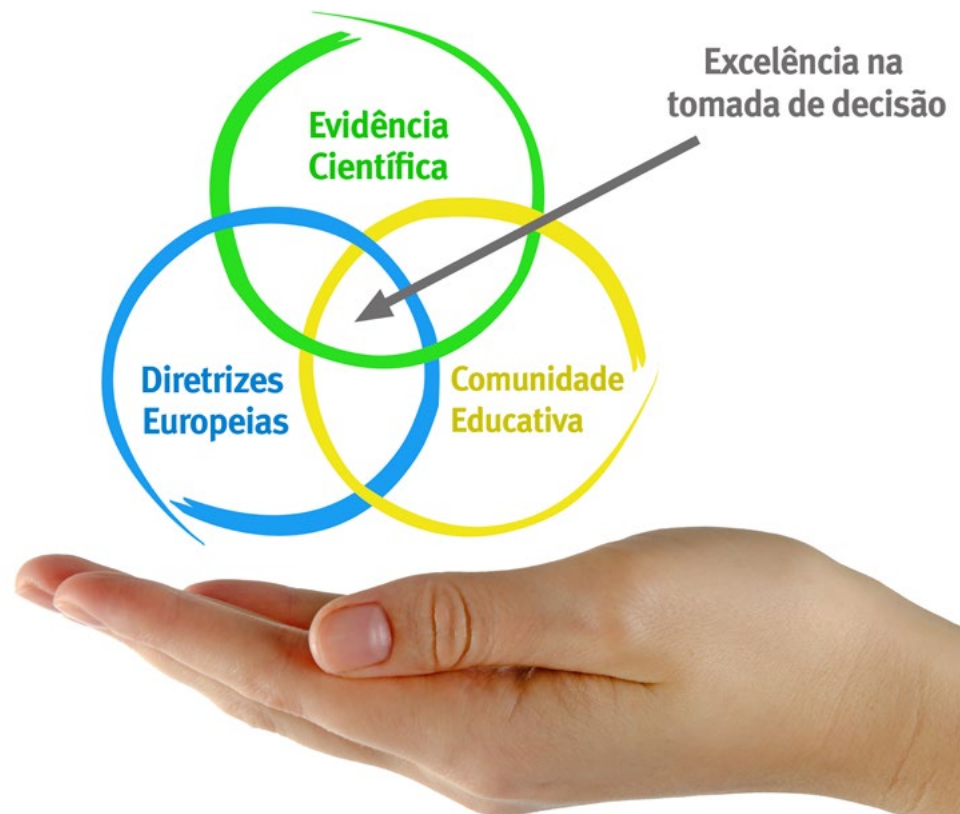 Excelência na
tomada de decisão
Evidência
Científica
Diretrizes
Europeias
Comunidade
Educativa